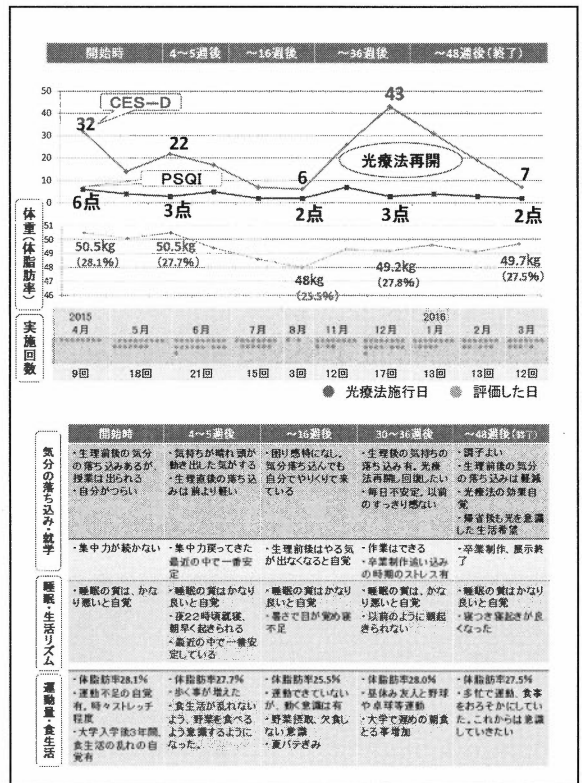 開始時 4～5週後 ～16週後 ～36週後 ～48週後(終了)
50
40
30
20
10
0
CES－D
32
22
6
43
7
光療法再開
PSQI
6点
3点
2点
3点
2点
体重(体脂肪率)
51
50
49
48
47
46
50.5kg
(28.1%)
50.5kg
(27.7%)
48kg
(25.5%)
49.2kg
(27.8%)
49.7kg
(27.5%)
実施回数
2015 2016
4月 5月 6月 7月 8月 11月 12月 1月 2月 3月
9回 18回 21回 15回 3回 12回 17回 13回 13回 12回
● 光療法施行日 ● 評価した日
開始時 4～5週後 ～16週後 30～36週後 ～48週後(終了)
気分の落ち込み・就学
・生理前後の気分の落ち込みあるが、授業は出られる
・自分がつらい
・気持ちが晴れ頭が動き出した気がする
・生理直後の落ち込みは前より軽い
・困り感特になし。気分落ち込んでも自分でやりくりて来ている
・生理後の気持ちの落ち込み有。光療法再開し回復したい
・毎日不安定。以前のすっきり感ない
・調子よい
・生理前後の気分の落ち込みは軽減
・光療法の効果自覚
・帰省後も光を意識した生活希望
・集中力が続かない
・集中力戻ってきた
最近の中で一番安定
・生理前後はやる気が出なくなると自覚
・作業はできる
・卒業制作追い込みの時期のストレス有
・卒業制作、展示終了
睡眠・生活リズム
・睡眠の質は、かなり悪いと自覚
・睡眠の質はかなり良いと自覚
・夜22時頃就寝、朝早く起きられる
・最近の中で一番安定している
・睡眠の質はかなり良いと自覚
・暑さで目が覚め寝不足
・睡眠の質は、かなり悪いと自覚
・以前のように朝起きられない
・睡眠の質はかなり良いと自覚
・寝つき寝起きが良くなった
運動量・食生活
・体脂肪率28.1%
・運動不足の自覚有。時々ストレッチ程度
・大学入学後3年間、食生活の乱れの自覚有
・体脂肪率27.7%
・歩く事が増えた
・食生活が乱れないよう、野菜を食べるよう意識するようになった。
・体脂肪率25.5%
・運動できていないが、動く意識は有
・野菜摂取、欠食しない意識
・夏バテぎみ
・体脂肪率28.0%
・昼休み友人と野球や卓球等運動
・大学で遅めの朝食とる事増加
・体脂肪率27.5%
・多忙で運動、食事をおろそかにしていた。これからは意識していきたい